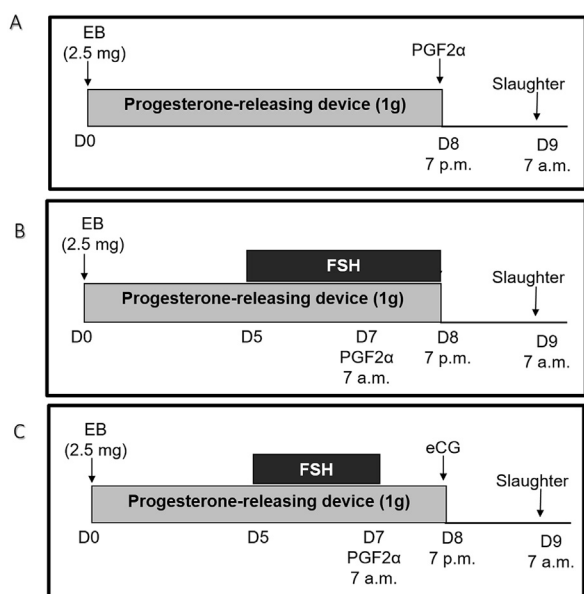 A
EB
(2.5 mg)
PGF2α
Progesterone-releasing device (1g)
Slaughter
D0
D8
7 p.m.
D9
7 a.m.
B
EB
(2.5 mg)
FSH
Progesterone-releasing device (1g)
Slaughter
D0
D5
D7
PGF2α
7 a.m.
D8
7 p.m.
D9
7 a.m.
C
EB
(2.5 mg)
FSH
eCG
Progesterone-releasing device (1g)
Slaughter
D0
D5
D7
PGF2α
7 a.m.
D8
7 p.m.
D9
7 a.m.